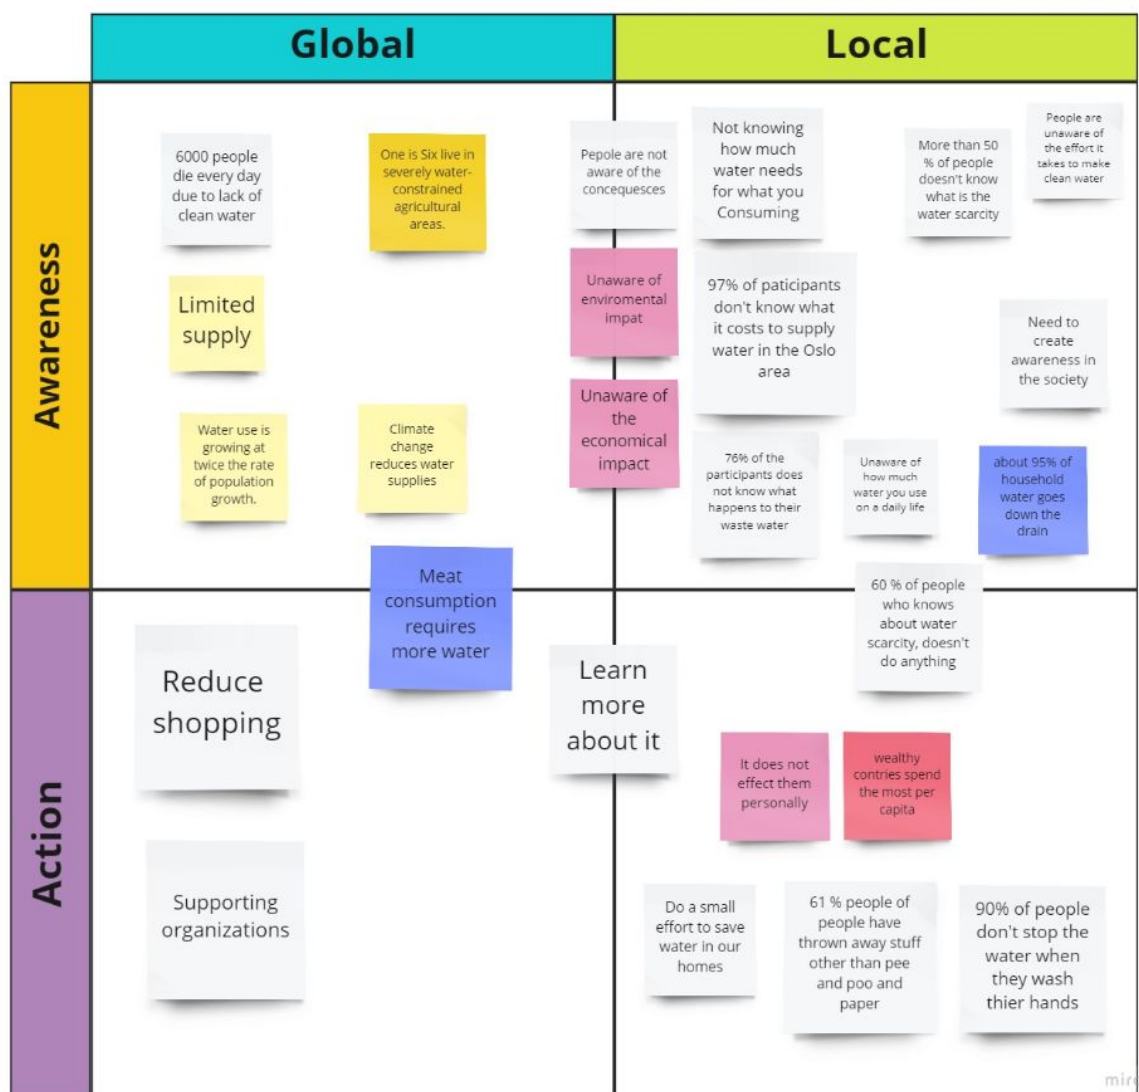 Global
Local
Awareness
6000 people
die every day
due to lack of
clean water
One is Six live in
severely water-
constrained
agricultural
areas.
Pepole are not
aware of the
concequesces
Not knowing
how much
water needs
for what you
Consuming
More than 50
% of people
doesn't know
what is the
water scarcity
People are
unaware of
the effort it
takes to make
clean water
Limited
supply
Unaware of
enviromental
impat
97% of paticipants
don't know what
it costs to supply
water in the Oslo
area
Need to
create
awareness in
the society
Water use is
growing at
twice the rate
of population
growth.
Climate
change
reduces water
supplies
Unaware of
the
economical
impact
76% of the
participants does
not know what
happens to their
waste water
Unaware of
how much
water you use
on a daily life
about 95% of
household
water goes
down the
drain
Action
Meat
consumption
requires
more water
60 % of people
who knows
about water
scarcity, doesn't
do anything
Reduce
shopping
Learn
more
about it
It does not
effect them
personally
wealthy
contries spend
the most per
capita
Supporting
organizations
Do a small
effort to save
water in our
homes
61 % people of
people have
thrown away stuff
other than pee
and poo and
paper
90% of people
don't stop the
water when
they wash
thier hands